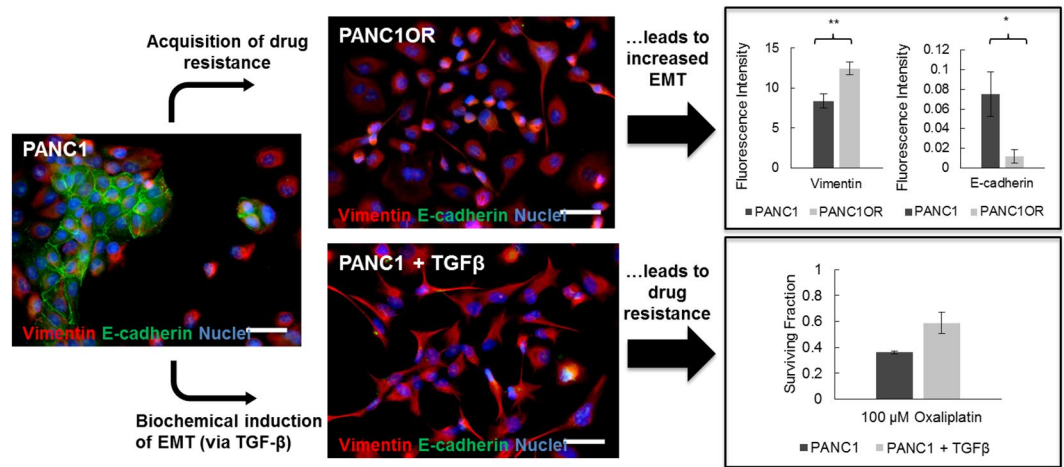 Acquisition of drug
resistance
PANC1
Vimentin E-cadherin Nuclei
Biochemical induction
of EMT (via TGF-β)
PANC1OR
Vimentin E-cadherin Nuclei
PANC1 + TGFβ
Vimentin E-cadherin Nuclei
...leads to
increased
EMT
...leads to
drug
resistance
Fluorescence Intensity
15
10
5
0
**
Vimentin
PANC1 PANC1OR
Fluorescence Intensity
0.12
0.1
0.08
0.06
0.04
0.02
0
*
E-cadherin
PANC1 PANC1OR
Surviving Fraction
1
0.8
0.6
0.4
0.2
0
100 µM Oxaliplatin
PANC1 PANC1 + TGFβ